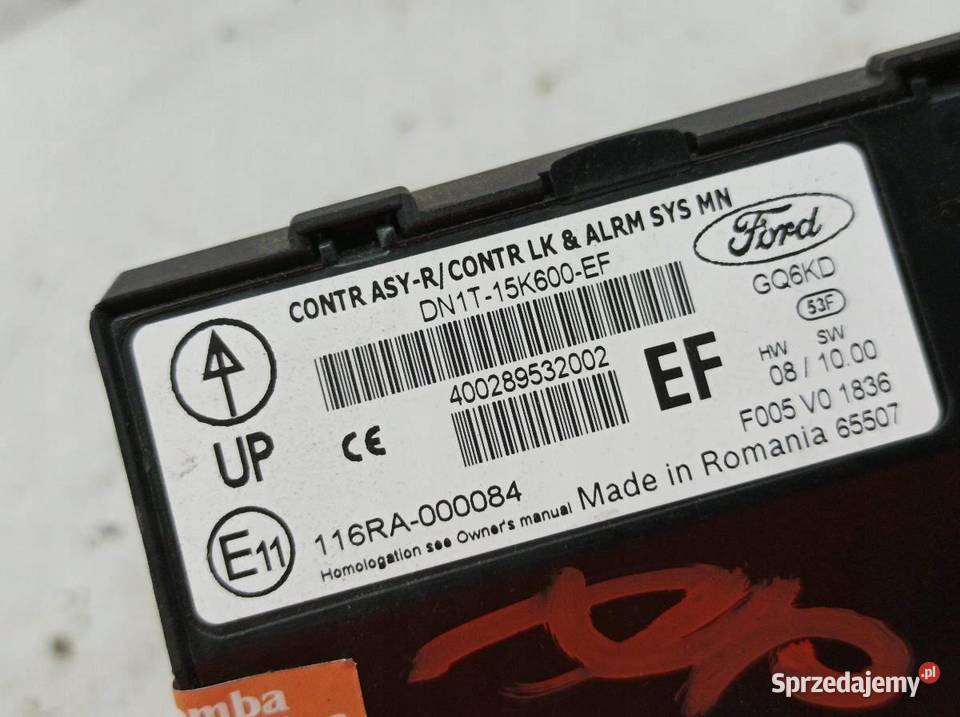 CONTR ASY-R/CONTR LK & ALRM SYS MN
DN1T-15K600-EF
Ford
GQ6KD
53F
400289532002
EF
HW SW
08 / 10.00
F005 V0 1836
UP
CE
Made in Romania 65507
E11
116RA-000084
Homologation see Owner's manual
mba
Sprzedajemy.pl